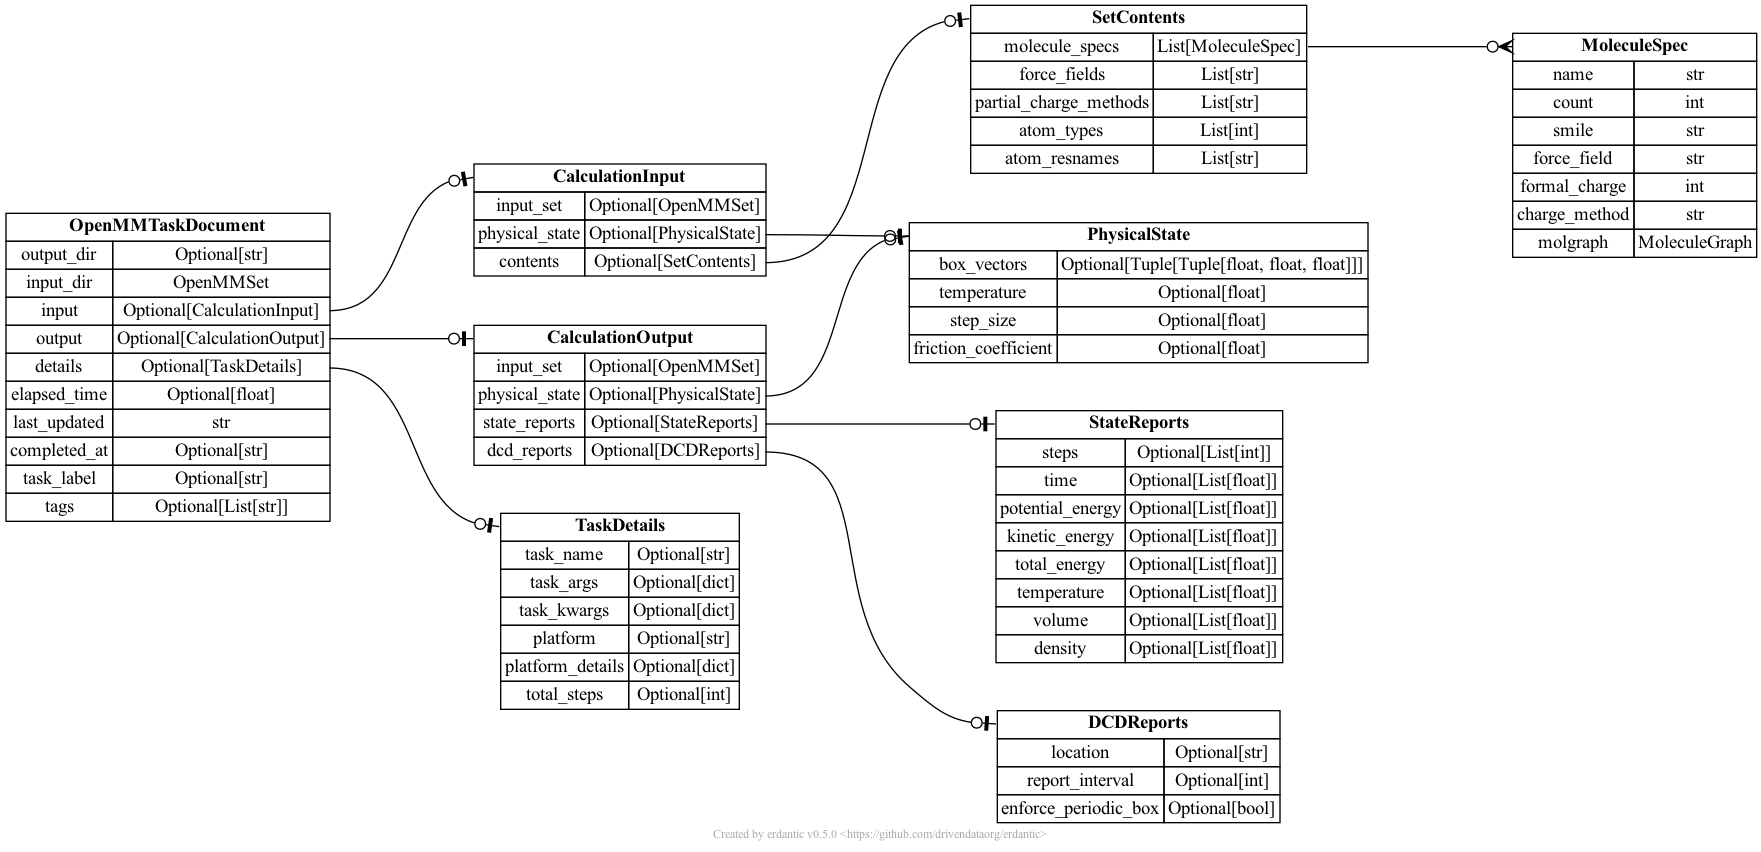 OpenMMTaskDocument
output_dir Optional[str]
input_dir OpenMMSet
input Optional[CalculationInput]
output Optional[CalculationOutput]
details Optional[TaskDetails]
elapsed_time Optional[float]
last_updated str
completed_at Optional[str]
task_label Optional[str]
tags Optional[List[str]]
CalculationInput
input_set Optional[OpenMMSet]
physical_state Optional[PhysicalState]
contents Optional[SetContents]
CalculationOutput
input_set Optional[OpenMMSet]
physical_state Optional[PhysicalState]
state_reports Optional[StateReports]
dcd_reports Optional[DCDReports]
TaskDetails
task_name Optional[str]
task_args Optional[dict]
task_kwargs Optional[dict]
platform Optional[str]
platform_details Optional[dict]
total_steps Optional[int]
SetContents
molecule_specs List[MoleculeSpec]
force_fields List[str]
partial_charge_methods List[str]
atom_types List[int]
atom_resnames List[str]
PhysicalState
box_vectors Optional[Tuple[Tuple[float, float, float]]]
temperature Optional[float]
step_size Optional[float]
friction_coefficient Optional[float]
StateReports
steps Optional[List[int]]
time Optional[List[float]]
potential_energy Optional[List[float]]
kinetic_energy Optional[List[float]]
total_energy Optional[List[float]]
temperature Optional[List[float]]
volume Optional[List[float]]
density Optional[List[float]]
DCDReports
location Optional[str]
report_interval Optional[int]
enforce_periodic_box Optional[bool]
MoleculeSpec
name str
count int
smile str
force_field str
formal_charge int
charge_method str
molgraph MoleculeGraph
Created by erdantic v0.5.0 <https://github.com/drivendataorg/erdantic>